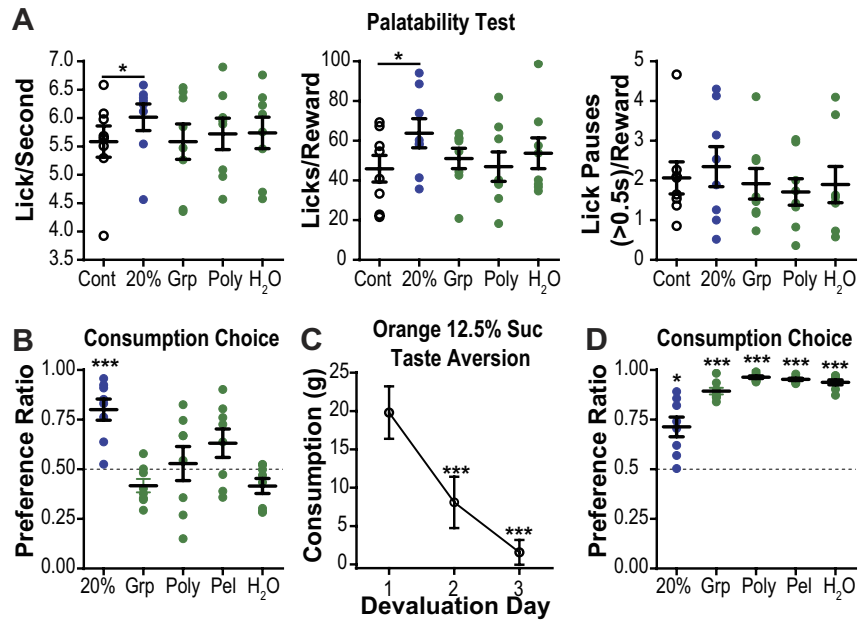 A
Palatability Test
Lick/Second
6.5
6.0
5.5
5.0
4.5
4.0
3.5
*
Cont 20% Grp Poly H2O
Licks/Reward
100
80
60
40
20
0
*
Cont 20% Grp Poly H2O
Lick Pauses
(>0.5s)/Reward
5
4
3
2
1
0
Cont 20% Grp Poly H2O
B
Consumption Choice
Preference Ratio
1.00
0.75
0.50
0.25
0.00
***
20% Grp Poly Pel H2O
C
Orange 12.5% Suc
Taste Aversion
Consumption (g)
25
20
15
10
5
0
***
***
1 2 3
Devaluation Day
D
Consumption Choice
Preference Ratio
1.00
0.75
0.50
0.25
0.00
* *** *** *** ***
20% Grp Poly Pel H2O